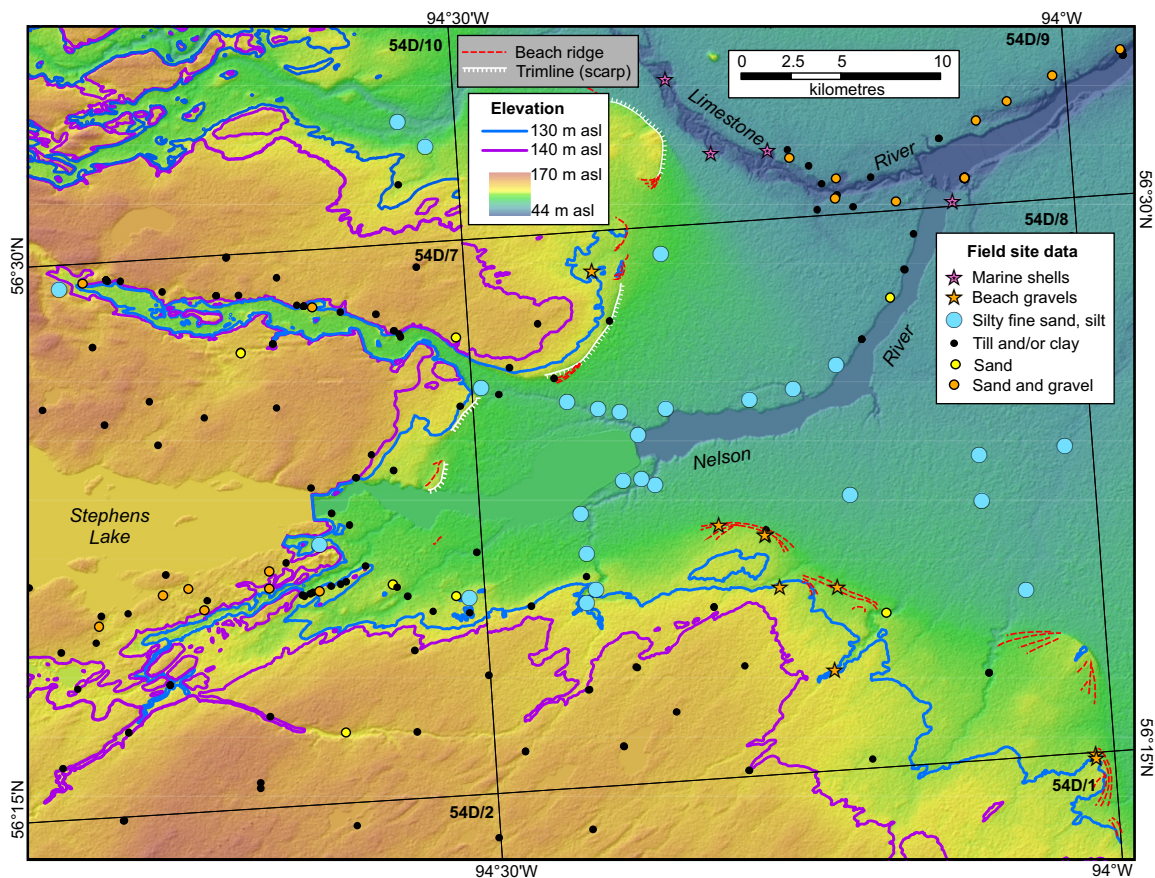 94°30'W
94°W
54D/10
54D/9
Beach ridge
Trimline (scarp)
0 2.5 5 10
kilometres
Elevation
130 m asl
140 m asl
170 m asl
44 m asl
Limestone
River
56°30'N
54D/8
54D/7
56°30'N
Field site data
Marine shells
Beach gravels
Silty fine sand, silt
Till and/or clay
Sand
Sand and gravel
River
Nelson
Stephens
Lake
56°15'N
54D/1
54D/2
56°15'N
94°30'W
94°W